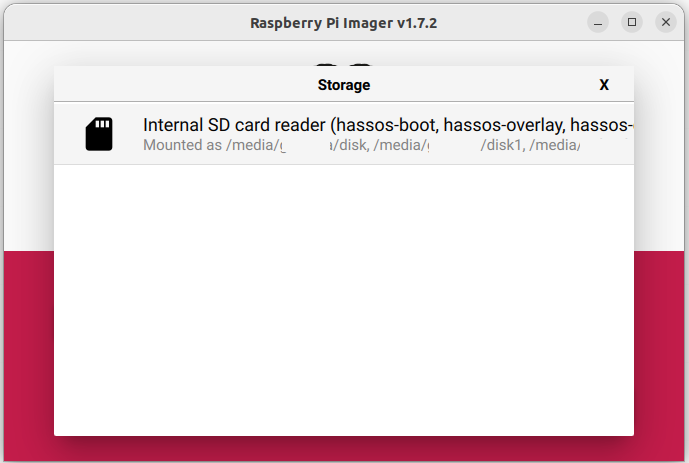 Raspberry Pi Imager v1.7.2
Storage
X
Internal SD card reader (hassos-boot, hassos-overlay, hassos-
Mounted as /media/ a/disk, /media/ /disk1, /media/